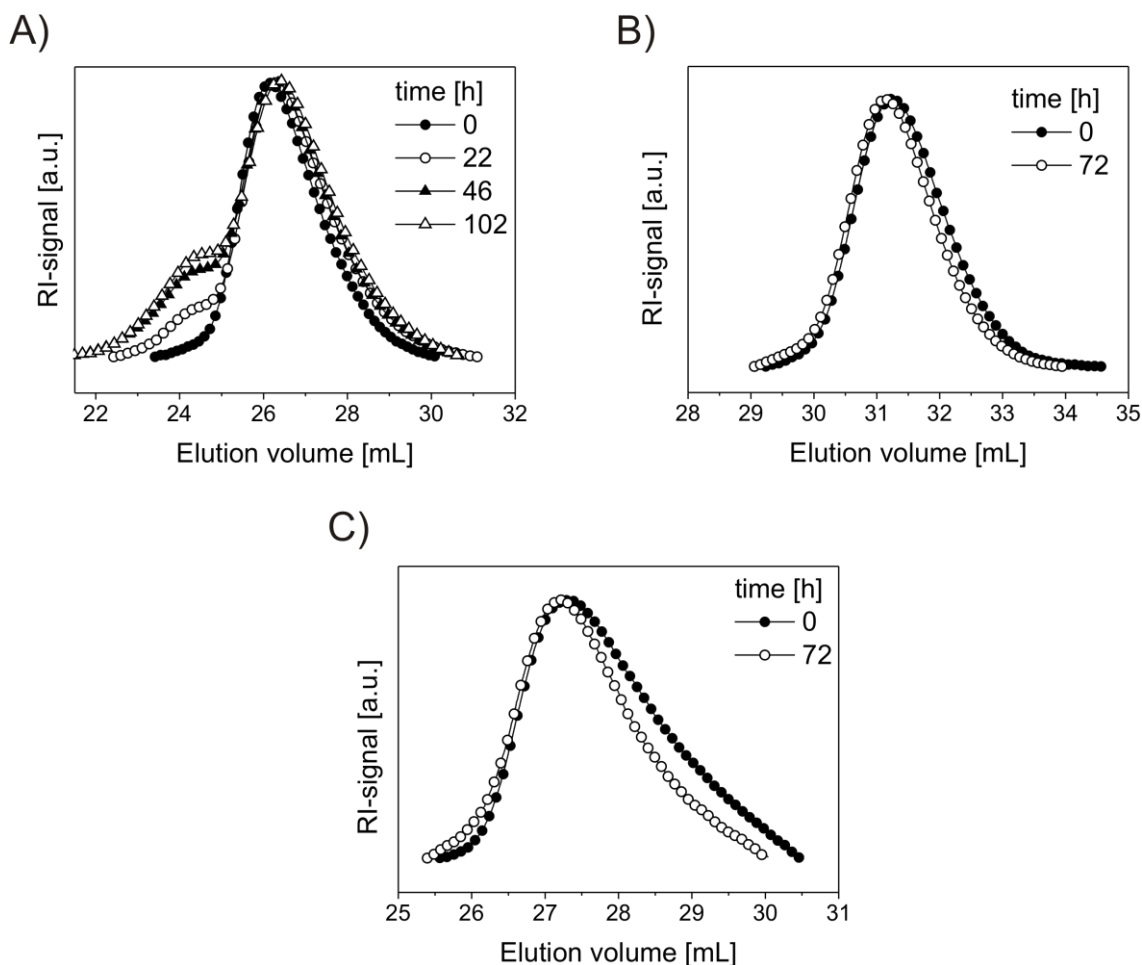 A)
time [h]
0
22
46
102
RI-signal [a.u.]
22 24 26 28 30 32
Elution volume [mL]
B)
time [h]
0
72
RI-signal [a.u.]
28 29 30 31 32 33 34 35
Elution volume [mL]
C)
time [h]
0
72
RI-signal [a.u.]
25 26 27 28 29 30 31
Elution volume [mL]